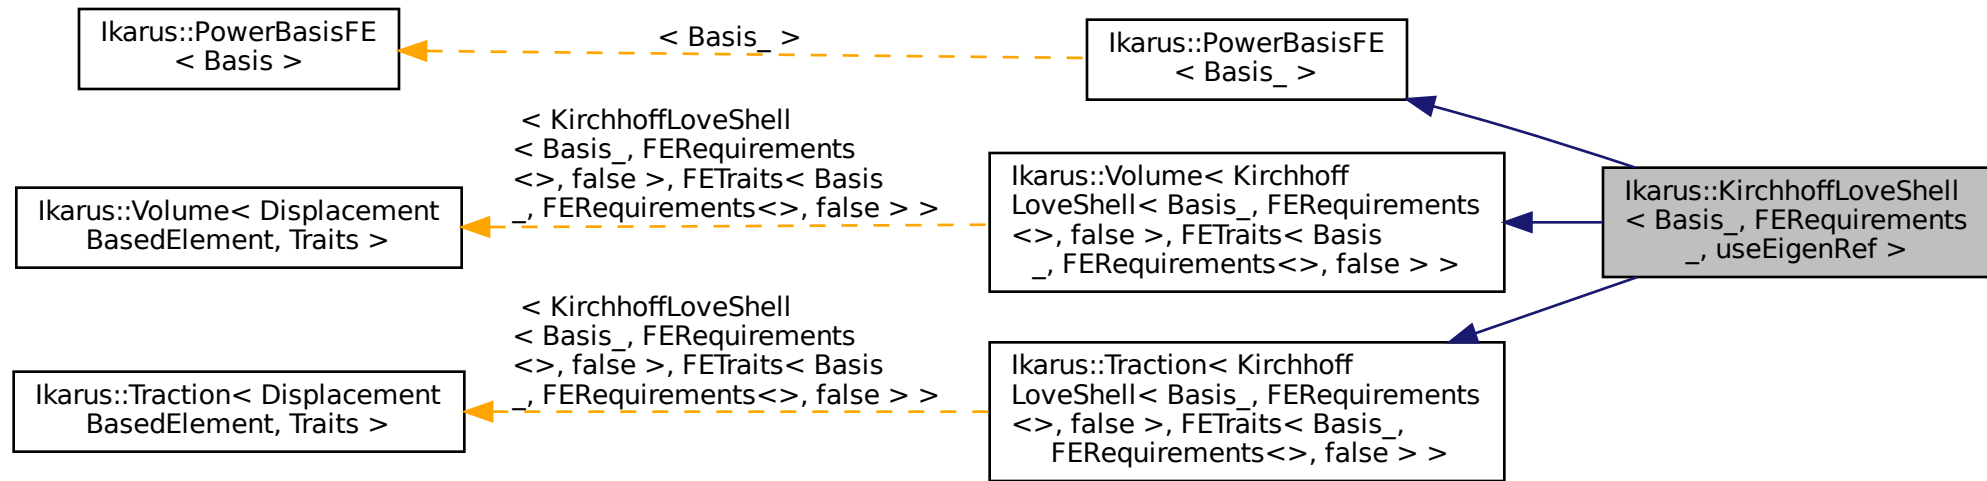 Ikarus::PowerBasisFE
< Basis >
< Basis_ >
Ikarus::PowerBasisFE
< Basis_ >
Ikarus::Volume< Displacement
BasedElement, Traits >
< KirchhoffLoveShell
< Basis_, FERequirements
<>, false >, FETraits< Basis
_, FERequirements<>, false > >
Ikarus::Volume< Kirchhoff
LoveShell< Basis_, FERequirements
<>, false >, FETraits< Basis
_, FERequirements<>, false > >
Ikarus::KirchhoffLoveShell
< Basis_, FERequirements
_, useEigenRef >
Ikarus::Traction< Displacement
BasedElement, Traits >
< KirchhoffLoveShell
< Basis_, FERequirements
<>, false >, FETraits< Basis
_, FERequirements<>, false > >
Ikarus::Traction< Kirchhoff
LoveShell< Basis_, FERequirements
<>, false >, FETraits< Basis_,
FERequirements<>, false > >